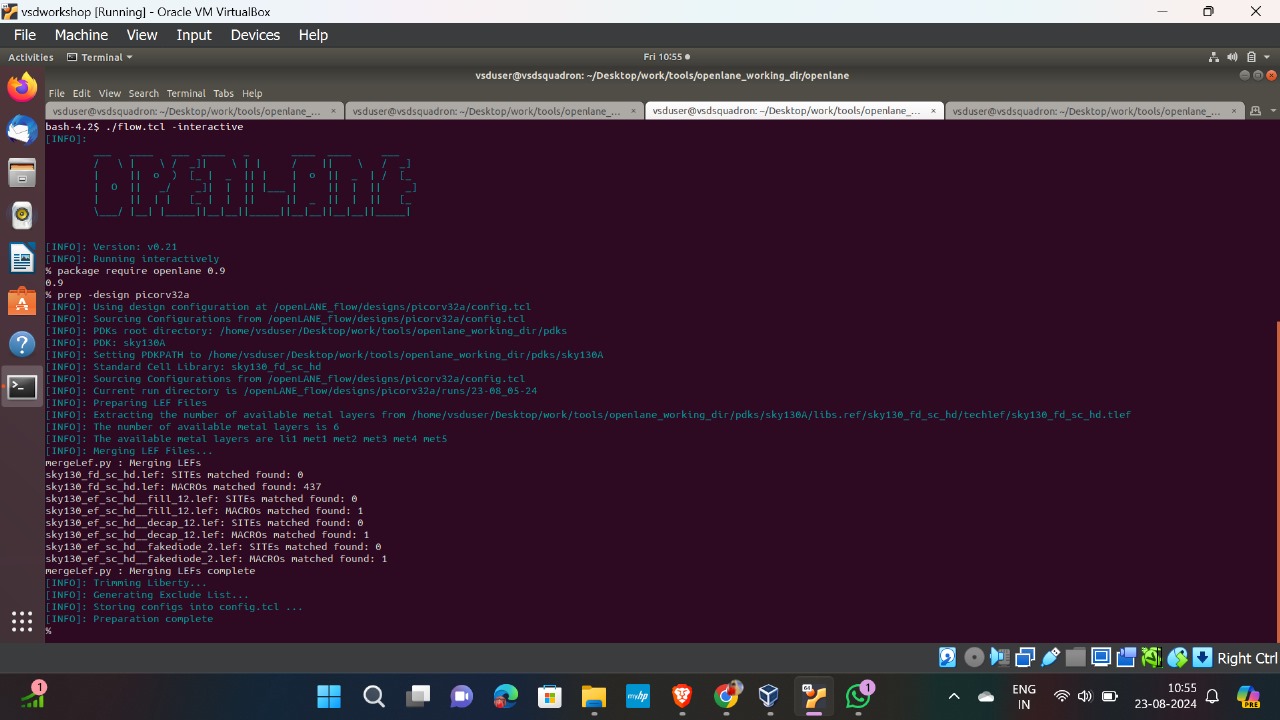 vsdworkshop [Running] - Oracle VM VirtualBox
File Machine View Input Devices Help
Activities Terminal Fri 10:55
vsduser@vsdsquadron: ~/Desktop/work/tools/openlane_working_dir/openlane
File Edit View Search Terminal Tabs Help
vsduser@vsdsquadron: ~/Desktop/work/tools/openlane_... vsduser@vsdsquadron: ~/Desktop/work/tools/openlane_... vsduser@vsdsquadron: ~/Desktop/work/tools/openlane_... vsduser@vsdsquadron: ~/Desktop/work/tools/openlane_...
bash-4.2$ ./flow.tcl -interactive
[INFO]:
OPENLANE
[INFO]: Version: v0.21
[INFO]: Running interactively
% package require openlane 0.9
0.9
% prep -design picorv32a
[INFO]: Using design configuration at /openLANE_flow/designs/picorv32a/config.tcl
[INFO]: Sourcing Configurations from /openLANE_flow/designs/picorv32a/config.tcl
[INFO]: PDKs root directory: /home/vsduser/Desktop/work/tools/openlane_working_dir/pdks
[INFO]: PDK: sky130A
[INFO]: Setting PDKPATH to /home/vsduser/Desktop/work/tools/openlane_working_dir/pdks/sky130A
[INFO]: Standard Cell Library: sky130_fd_sc_hd
[INFO]: Sourcing Configurations from /openLANE_flow/designs/picorv32a/config.tcl
[INFO]: Current run directory is /openLANE_flow/designs/picorv32a/runs/23-08_05-24
[INFO]: Preparing LEF Files
[INFO]: Extracting the number of available metal layers from /home/vsduser/Desktop/work/tools/openlane_working_dir/pdks/sky130A/libs.ref/sky130_fd_sc_hd/techlef/sky130_fd_sc_hd.tlef
[INFO]: The number of available metal layers is 6
[INFO]: The available metal layers are li1 met1 met2 met3 met4 met5
[INFO]: Merging LEF Files...
mergeLef.py : Merging LEFs
sky130_fd_sc_hd.lef: SITEs matched found: 0
sky130_fd_sc_hd.lef: MACROs matched found: 437
sky130_ef_sc_hd__fill_12.lef: SITEs matched found: 0
sky130_ef_sc_hd__fill_12.lef: MACROs matched found: 1
sky130_ef_sc_hd__decap_12.lef: SITEs matched found: 0
sky130_ef_sc_hd__decap_12.lef: MACROs matched found: 1
sky130_ef_sc_hd__fakediode_2.lef: SITEs matched found: 0
sky130_ef_sc_hd__fakediode_2.lef: MACROs matched found: 1
mergeLef.py : Merging LEFs complete
[INFO]: Trimming Liberty...
[INFO]: Generating Exclude List...
[INFO]: Storing configs into config.tcl ...
[INFO]: Preparation complete
%
Right Ctrl
1
myhp
64
1
ENG
IN
10:55
23-08-2024
PRE